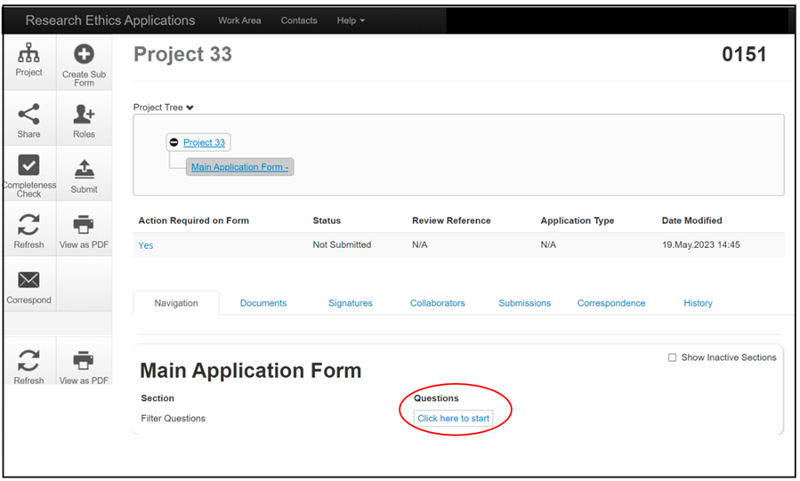 Research Ethics Applications Work Area Contacts Help
Project 33 0151
Project Create Sub Form
Share Roles
Completeness Check Submit
Refresh View as PDF
Correspond
Refresh View as PDF
Project Tree
Project 33
Main Application Form -
Action Required on Form Status Review Reference Application Type Date Modified
Yes Not Submitted N/A N/A 19.May.2023 14:45
Navigation Documents Signatures Collaborators Submissions Correspondence History
Show Inactive Sections
Main Application Form
Section Questions
Filter Questions Click here to start